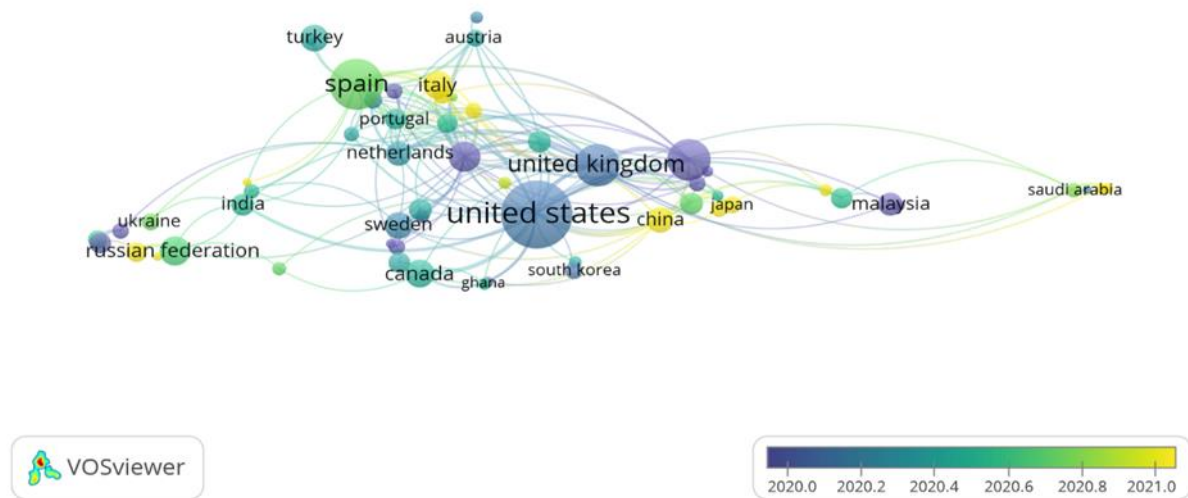 turkey
austria
spain
italy
portugal
netherlands
united kingdom
india
ukraine
sweden
united states
china
japan
malaysia
saudi arabia
russian federation
canada
ghana
south korea
VOSviewer
2020.0 2020.2 2020.4 2020.6 2020.8 2021.0